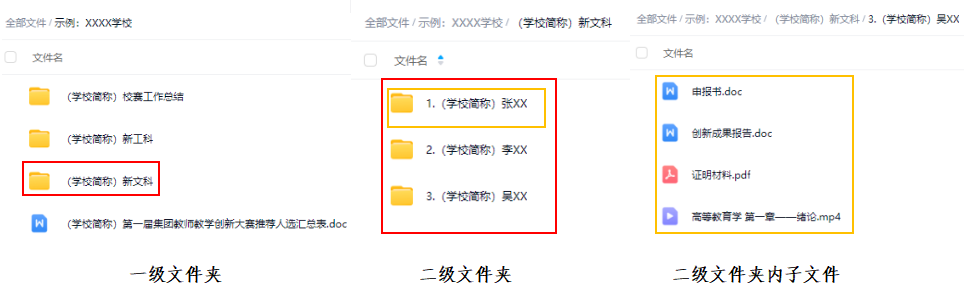 全部文件 / 示例：XXXX学校
文件名
（学校简称）校赛工作总结
（学校简称）新工科
（学校简称）新文科
（学校简称）第一届集团教师教学创新大赛推荐人选汇总表.doc
一级文件夹
全部文件 / 示例：XXXX学校 / （学校简称）新文科
文件名
1.（学校简称）张XX
2.（学校简称）李XX
3.（学校简称）吴XX
二级文件夹
全部文件 / 示例：XXXX学校 / （学校简称）新文科 / 3.（学校简称）吴XX
文件名
申报书.doc
创新成果报告.doc
证明材料.pdf
高等教育学 第一章——绪论.mp4
二级文件夹内子文件